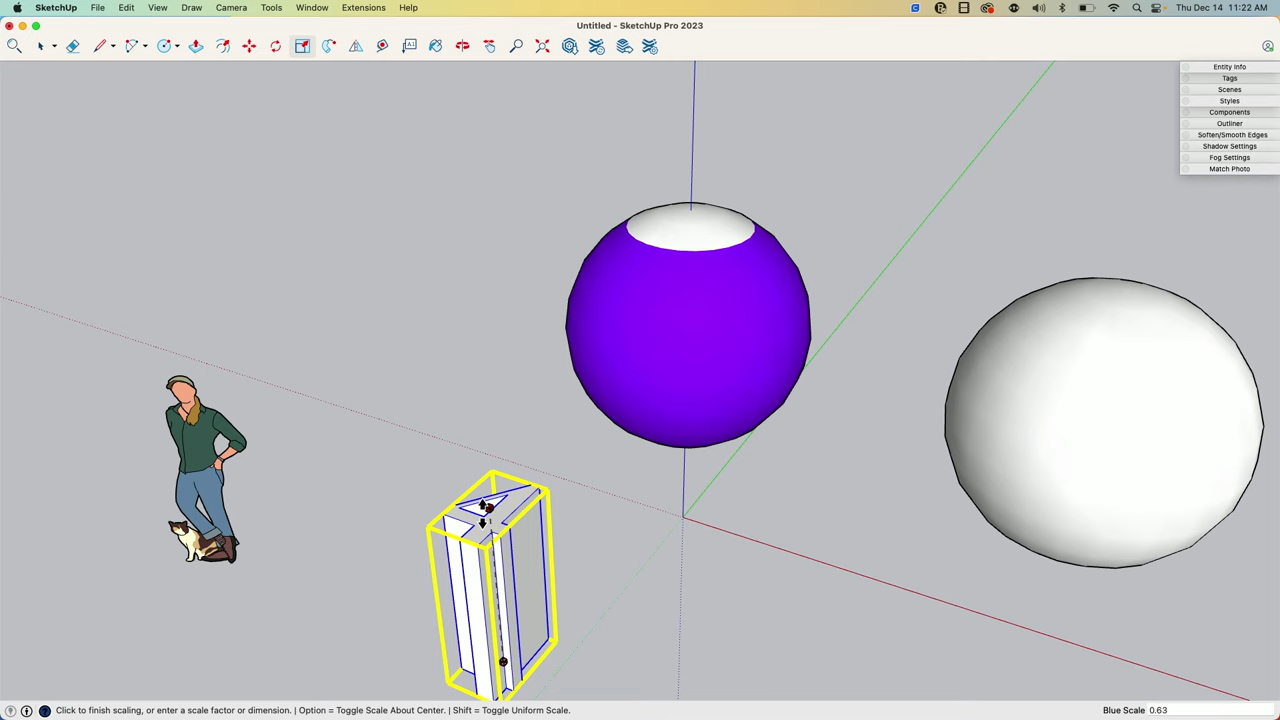 SketchUp File Edit View Draw Camera Tools Window Extensions Help Thu Dec 14 11:22 AM
Untitled - SketchUp Pro 2023
Entity Info
Tags
Scenes
Styles
Components
Outliner
Soften/Smooth Edges
Shadow Settings
Fog Settings
Match Photo
Click to finish scaling, or enter a scale factor or dimension. | Option = Toggle Scale About Center. | Shift = Toggle Uniform Scale. Blue Scale 0.63